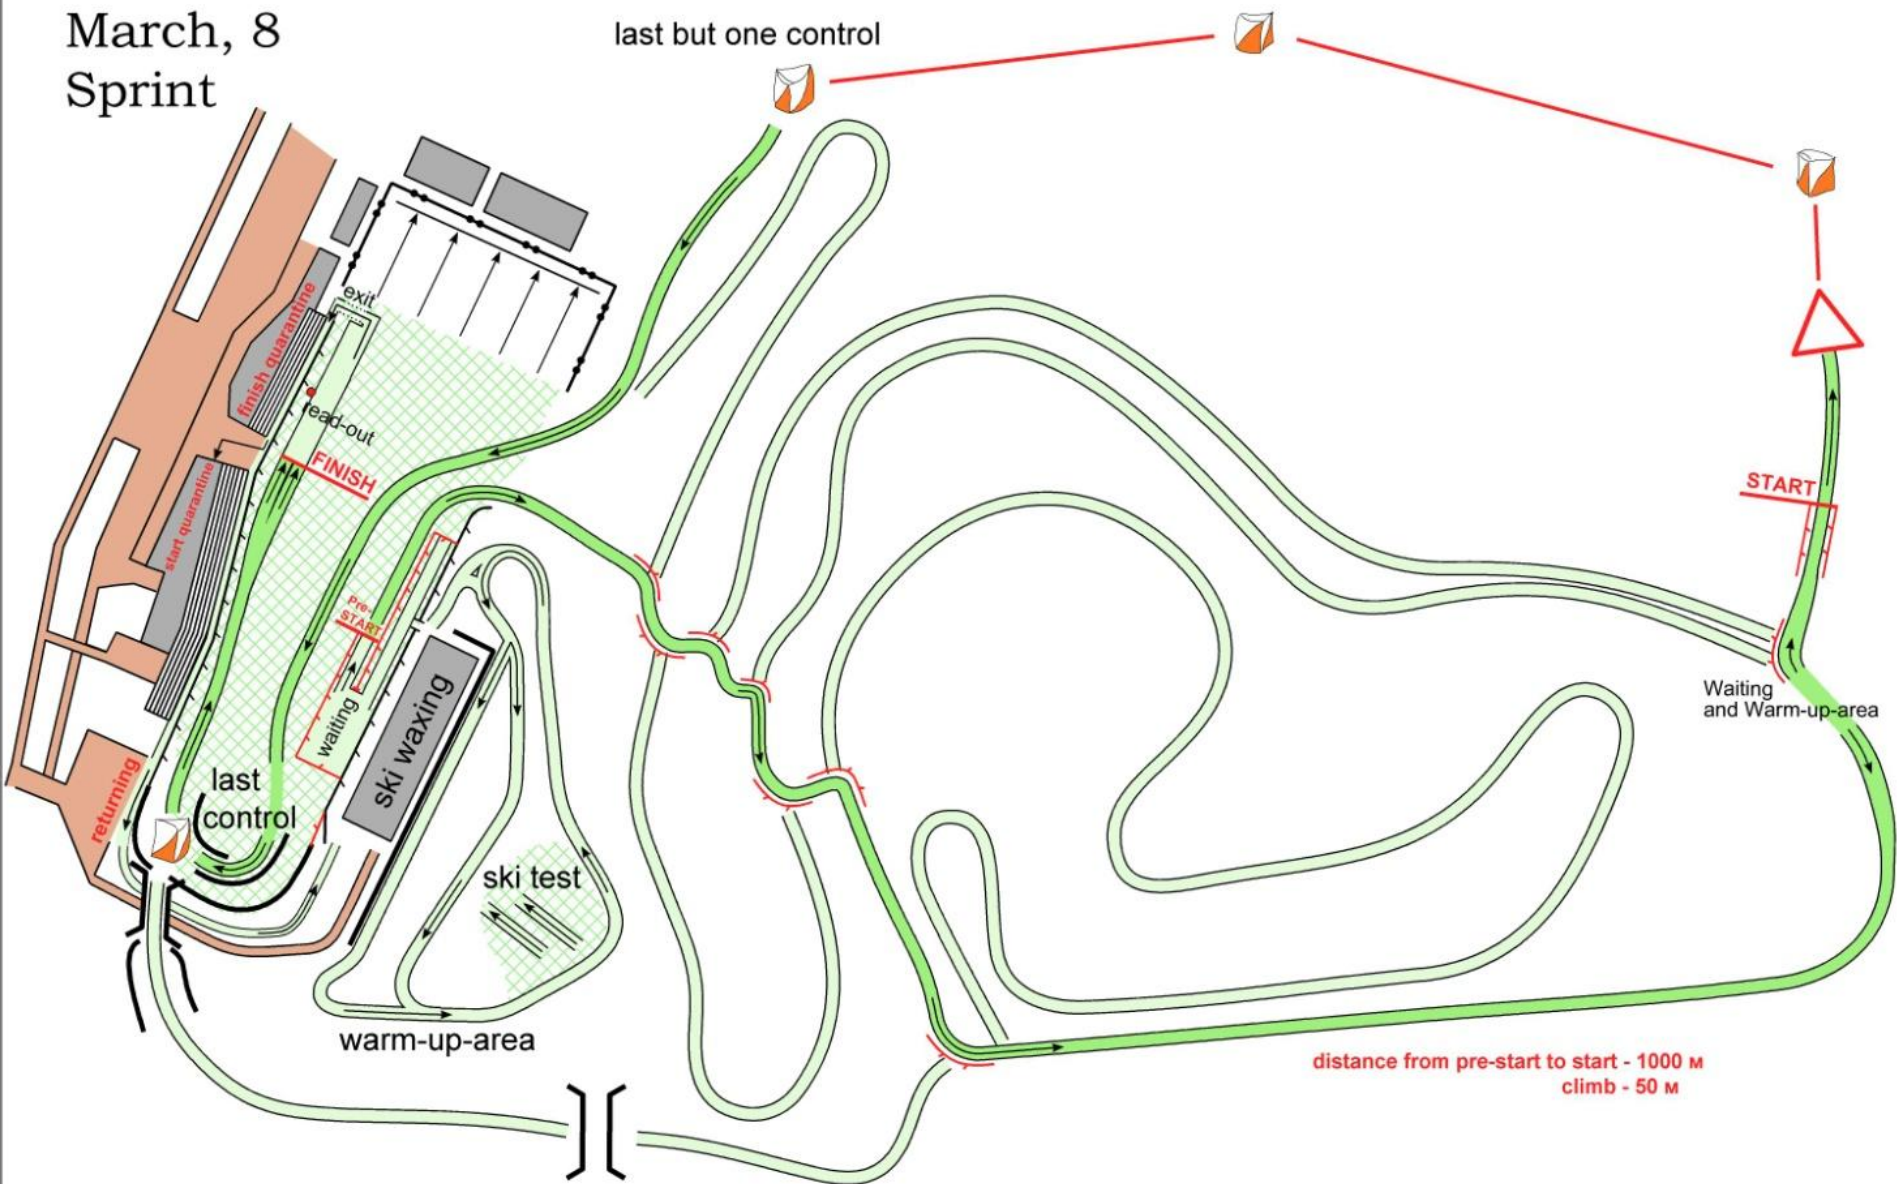 March, 8
Sprint
last but one control
exit
finish quarantine
read-out
FINISH
start quarantine
START
Pre-
START
waiting
ski waxing
Waiting
and Warm-up-area
returning
last
control
ski test
warm-up-area
distance from pre-start to start - 1000 м
climb - 50 м